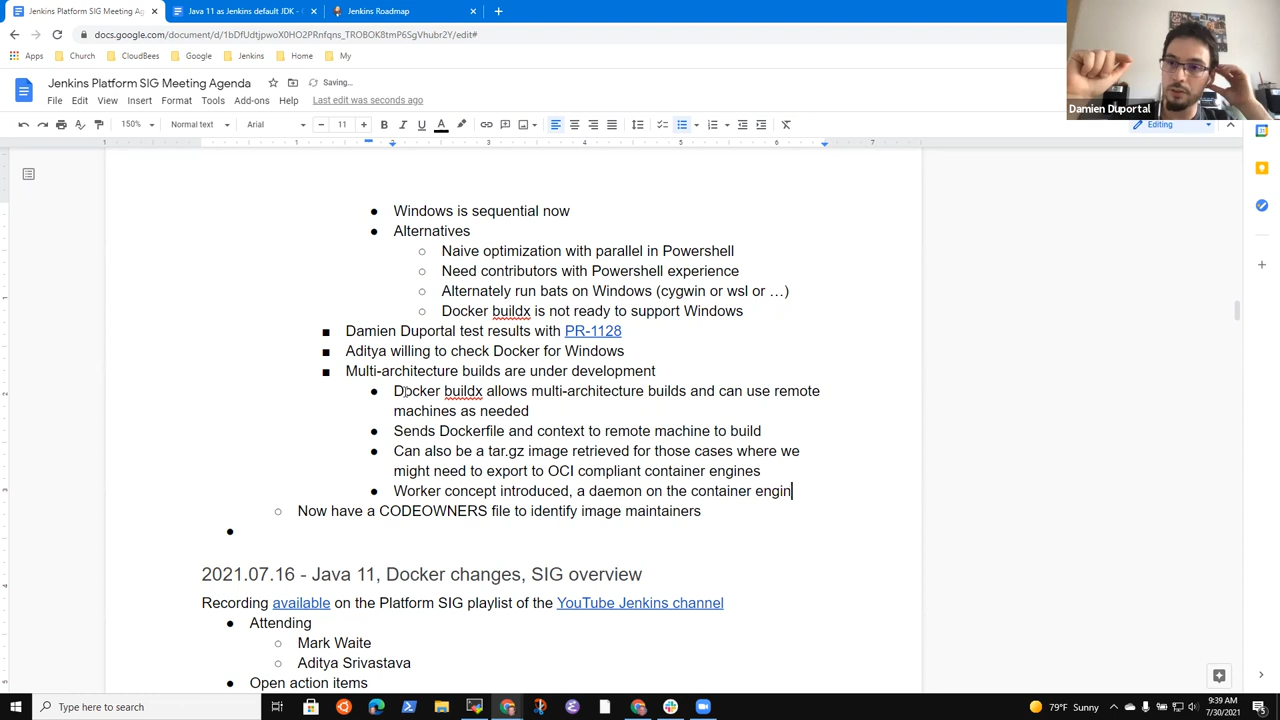 Jenkins Platform SIG Meeting Ag
Java 11 as Jenkins default JDK -
Jenkins Roadmap
docs.google.com/document/d/1bDfUdtjpwoX0HO2PRnfqns_TROBOK8tmP6SgVhubr2Y/edit#
Apps
Church
CloudBees
Google
Jenkins
Home
My
Jenkins Platform SIG Meeting Agenda
Saving...
File Edit View Insert Format Tools Add-ons Help Last edit was seconds ago
150% Normal text Arial 11 Editing
Damien Duportal
1 2 3 4 5 6 7
● Windows is sequential now
● Alternatives
○ Naive optimization with parallel in Powershell
○ Need contributors with Powershell experience
○ Alternately run bats on Windows (cygwin or wsl or …)
○ Docker buildx is not ready to support Windows
■ Damien Duportal test results with PR-1128
■ Aditya willing to check Docker for Windows
■ Multi-architecture builds are under development
● Docker buildx allows multi-architecture builds and can use remote
machines as needed
● Sends Dockerfile and context to remote machine to build
● Can also be a tar.gz image retrieved for those cases where we
might need to export to OCI compliant container engines
● Worker concept introduced, a daemon on the container engin
○ Now have a CODEOWNERS file to identify image maintainers
●
2021.07.16 - Java 11, Docker changes, SIG overview
Recording available on the Platform SIG playlist of the YouTube Jenkins channel
● Attending
○ Mark Waite
○ Aditya Srivastava
● Open action items
Type here to search
79°F Sunny
9:39 AM
7/30/2021